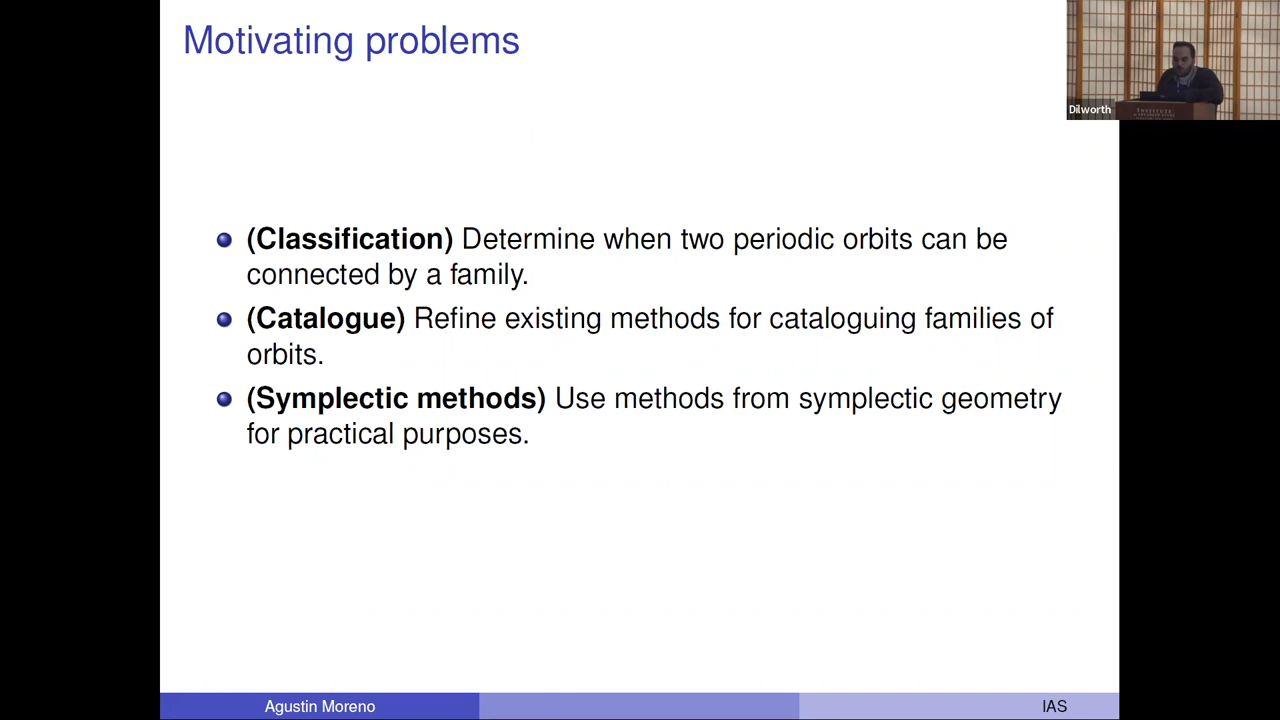 Motivating problems
Dilworth
INSTITUTE
(Classification) Determine when two periodic orbits can be
connected by a family.
(Catalogue) Refine existing methods for cataloguing families of
orbits.
(Symplectic methods) Use methods from symplectic geometry
for practical purposes.
Agustin Moreno
IAS